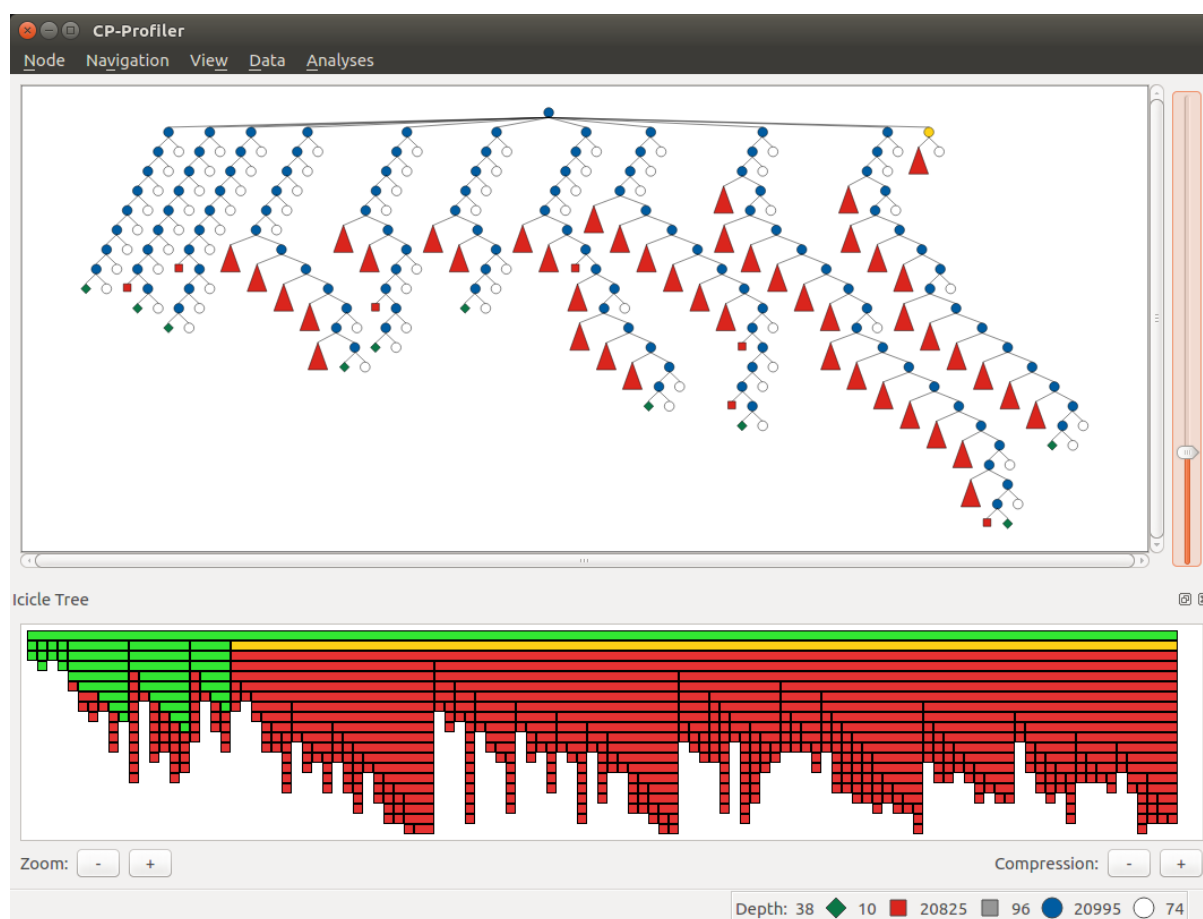 CP-Profiler
Node Navigation View Data Analyses
Icicle Tree
Zoom: - +
Compression: - +
Depth: 38 10 20825 96 20995 74